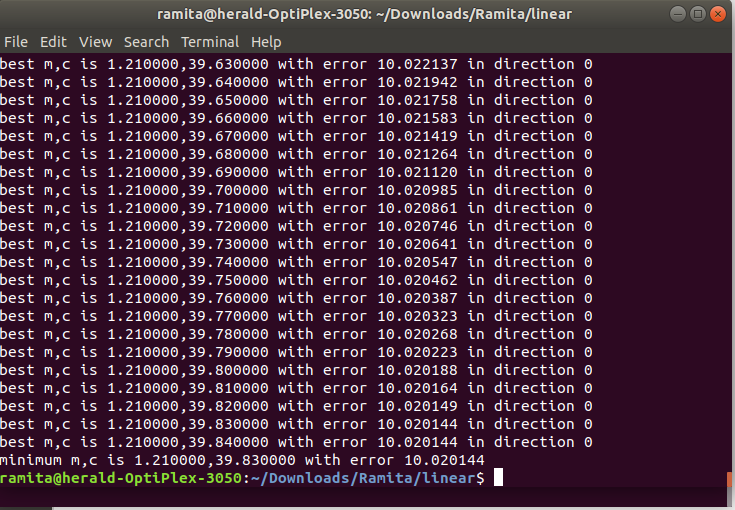 ramita@herald-OptiPlex-3050: ~/Downloads/Ramita/linear
File Edit View Search Terminal Help
best m,c is 1.210000,39.630000 with error 10.022137 in direction 0
best m,c is 1.210000,39.640000 with error 10.021942 in direction 0
best m,c is 1.210000,39.650000 with error 10.021758 in direction 0
best m,c is 1.210000,39.660000 with error 10.021583 in direction 0
best m,c is 1.210000,39.670000 with error 10.021419 in direction 0
best m,c is 1.210000,39.680000 with error 10.021264 in direction 0
best m,c is 1.210000,39.690000 with error 10.021120 in direction 0
best m,c is 1.210000,39.700000 with error 10.020985 in direction 0
best m,c is 1.210000,39.710000 with error 10.020861 in direction 0
best m,c is 1.210000,39.720000 with error 10.020746 in direction 0
best m,c is 1.210000,39.730000 with error 10.020641 in direction 0
best m,c is 1.210000,39.740000 with error 10.020547 in direction 0
best m,c is 1.210000,39.750000 with error 10.020462 in direction 0
best m,c is 1.210000,39.760000 with error 10.020387 in direction 0
best m,c is 1.210000,39.770000 with error 10.020323 in direction 0
best m,c is 1.210000,39.780000 with error 10.020268 in direction 0
best m,c is 1.210000,39.790000 with error 10.020223 in direction 0
best m,c is 1.210000,39.800000 with error 10.020188 in direction 0
best m,c is 1.210000,39.810000 with error 10.020164 in direction 0
best m,c is 1.210000,39.820000 with error 10.020149 in direction 0
best m,c is 1.210000,39.830000 with error 10.020144 in direction 0
best m,c is 1.210000,39.840000 with error 10.020144 in direction 0
minimum m,c is 1.210000,39.830000 with error 10.020144
ramita@herald-OptiPlex-3050:~/Downloads/Ramita/linear$